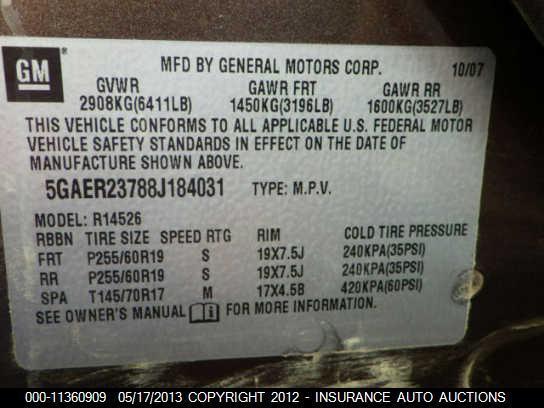 GM
MFD BY GENERAL MOTORS CORP. 10/07
GVWR GAWR FRT GAWR RR
2908KG(6411LB) 1450KG(3196LB) 1600KG(3527LB)
THIS VEHICLE CONFORMS TO ALL APPLICABLE U.S. FEDERAL MOTOR
VEHICLE SAFETY STANDARDS IN EFFECT ON THE DATE OF
MANUFACTURE SHOWN ABOVE.
5GAER23788J184031 TYPE: M.P.V.
MODEL: R14526
RBBN TIRE SIZE SPEED RTG RIM COLD TIRE PRESSURE
FRT P255/60R19 S 19X7.5J 240KPA(35PSI)
RR P255/60R19 S 19X7.5J 240KPA(35PSI)
SPA T145/70R17 M 17X4.5B 420KPA(60PSI)
SEE OWNER'S MANUAL FOR MORE INFORMATION.
000-11360909 05/17/2013 COPYRIGHT 2012 - INSURANCE AUTO AUCTIONS